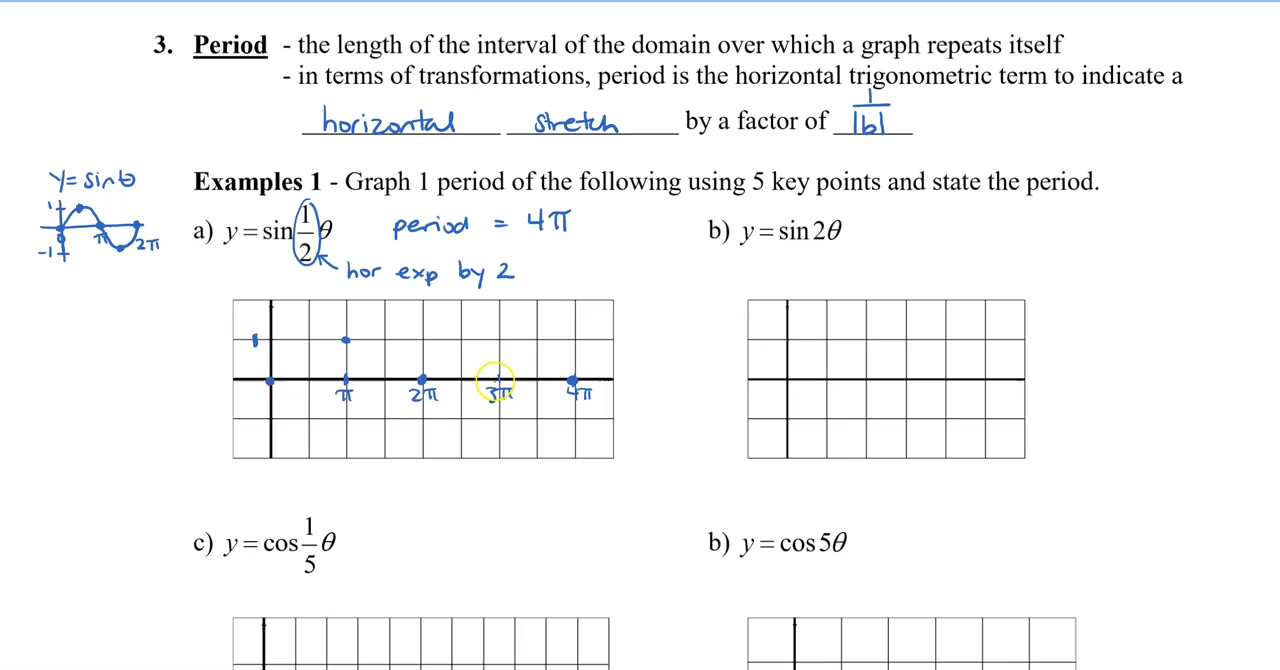 3. Period - the length of the interval of the domain over which a graph repeats itself
- in terms of transformations, period is the horizontal trigonometric term to indicate a
horizontal stretch by a factor of 1/|b|
y = sin θ
1
-1
0
π
2π
Examples 1 - Graph 1 period of the following using 5 key points and state the period.
a) y = sin 1/2 θ period = 4π
hor exp by 2
b) y = sin 2θ
1
π 2π 3π 4π
c) y = cos 1/5 θ
b) y = cos 5θ